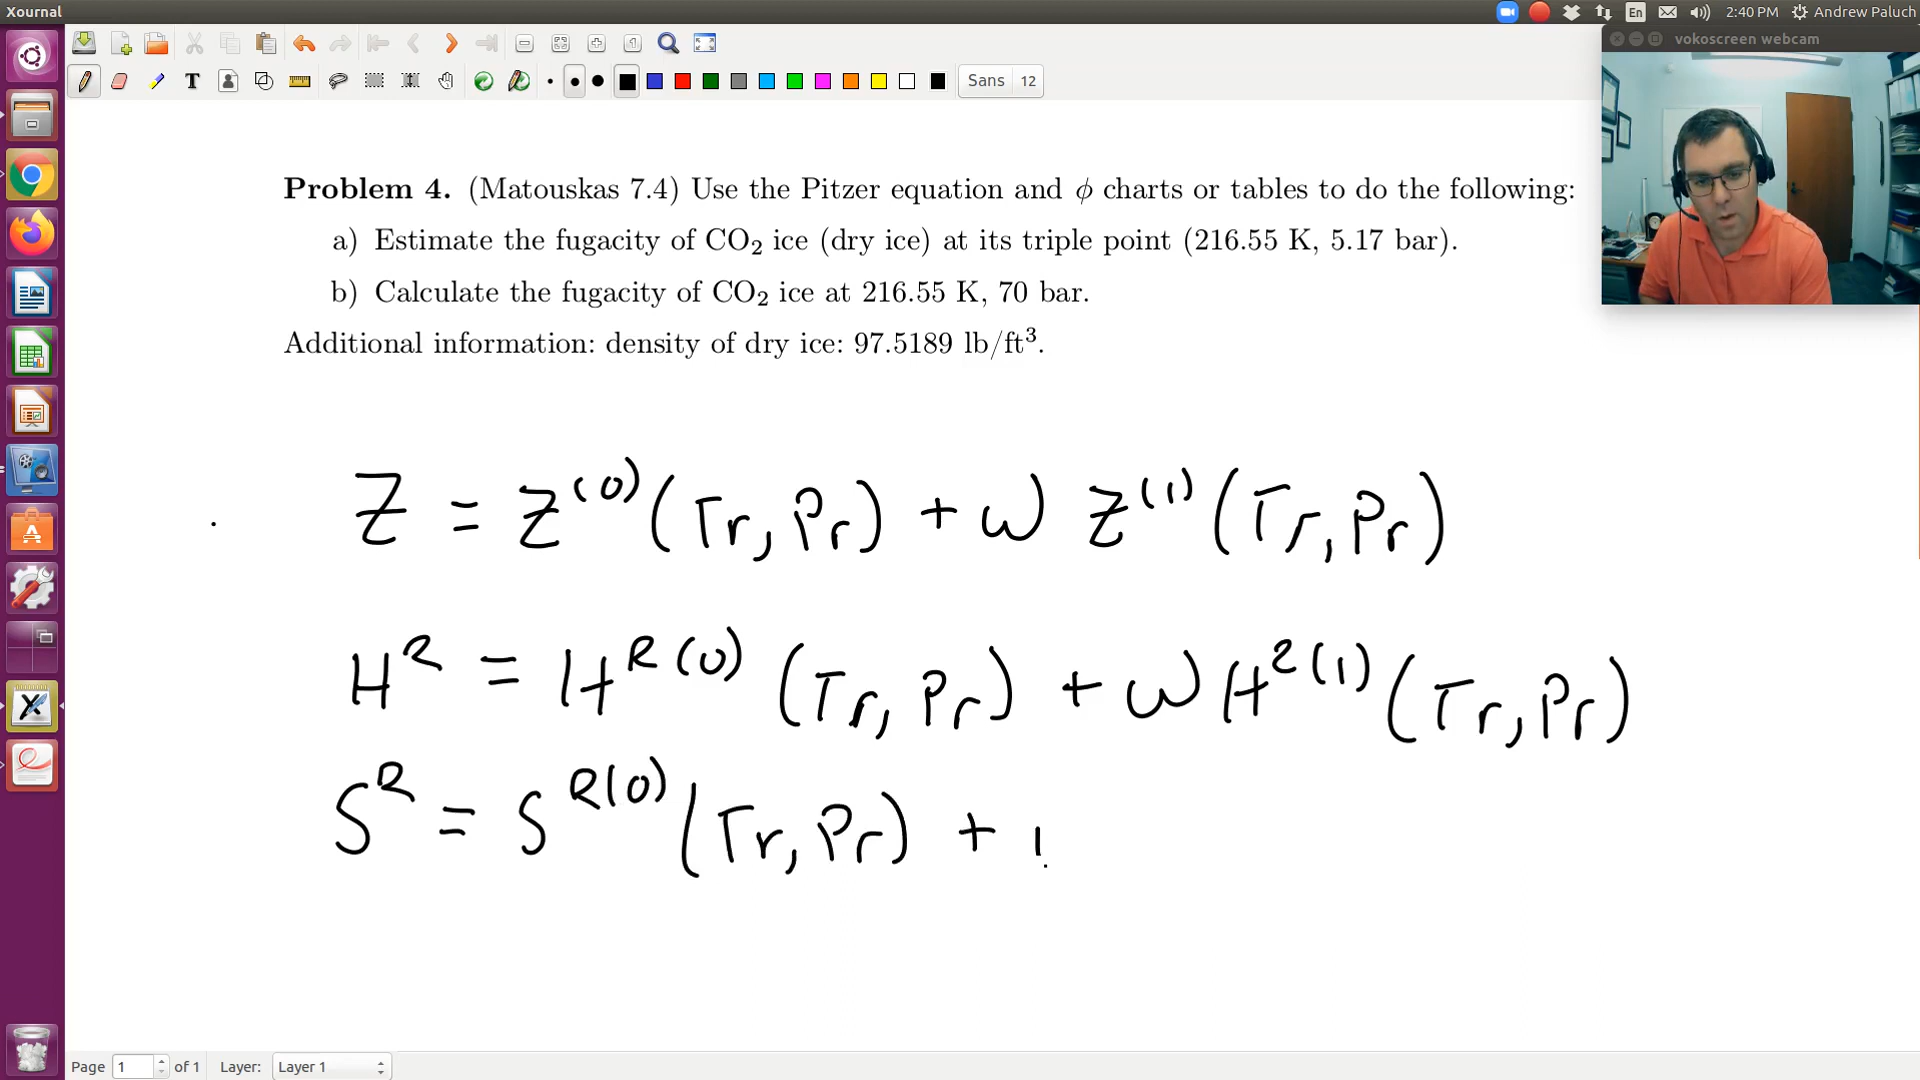 Xournal
En
2:40 PM
Andrew Paluch
vokoscreen webcam
T
Sans 12
Problem 4. (Matouskas 7.4) Use the Pitzer equation and ϕ charts or tables to do the following:
a) Estimate the fugacity of CO₂ ice (dry ice) at its triple point (216.55 K, 5.17 bar).
b) Calculate the fugacity of CO₂ ice at 216.55 K, 70 bar.
Additional information: density of dry ice: 97.5189 lb/ft³.
Z = Z⁽⁰⁾(Tr, Pr) + ω Z⁽¹⁾(Tr, Pr)
Hᴿ = Hᴿ⁽⁰⁾ (Tr, Pr) + ω Hᴿ⁽¹⁾(Tr, Pr)
Sᴿ = Sᴿ⁽⁰⁾(Tr, Pr) +
Page 1 of 1 Layer: Layer 1